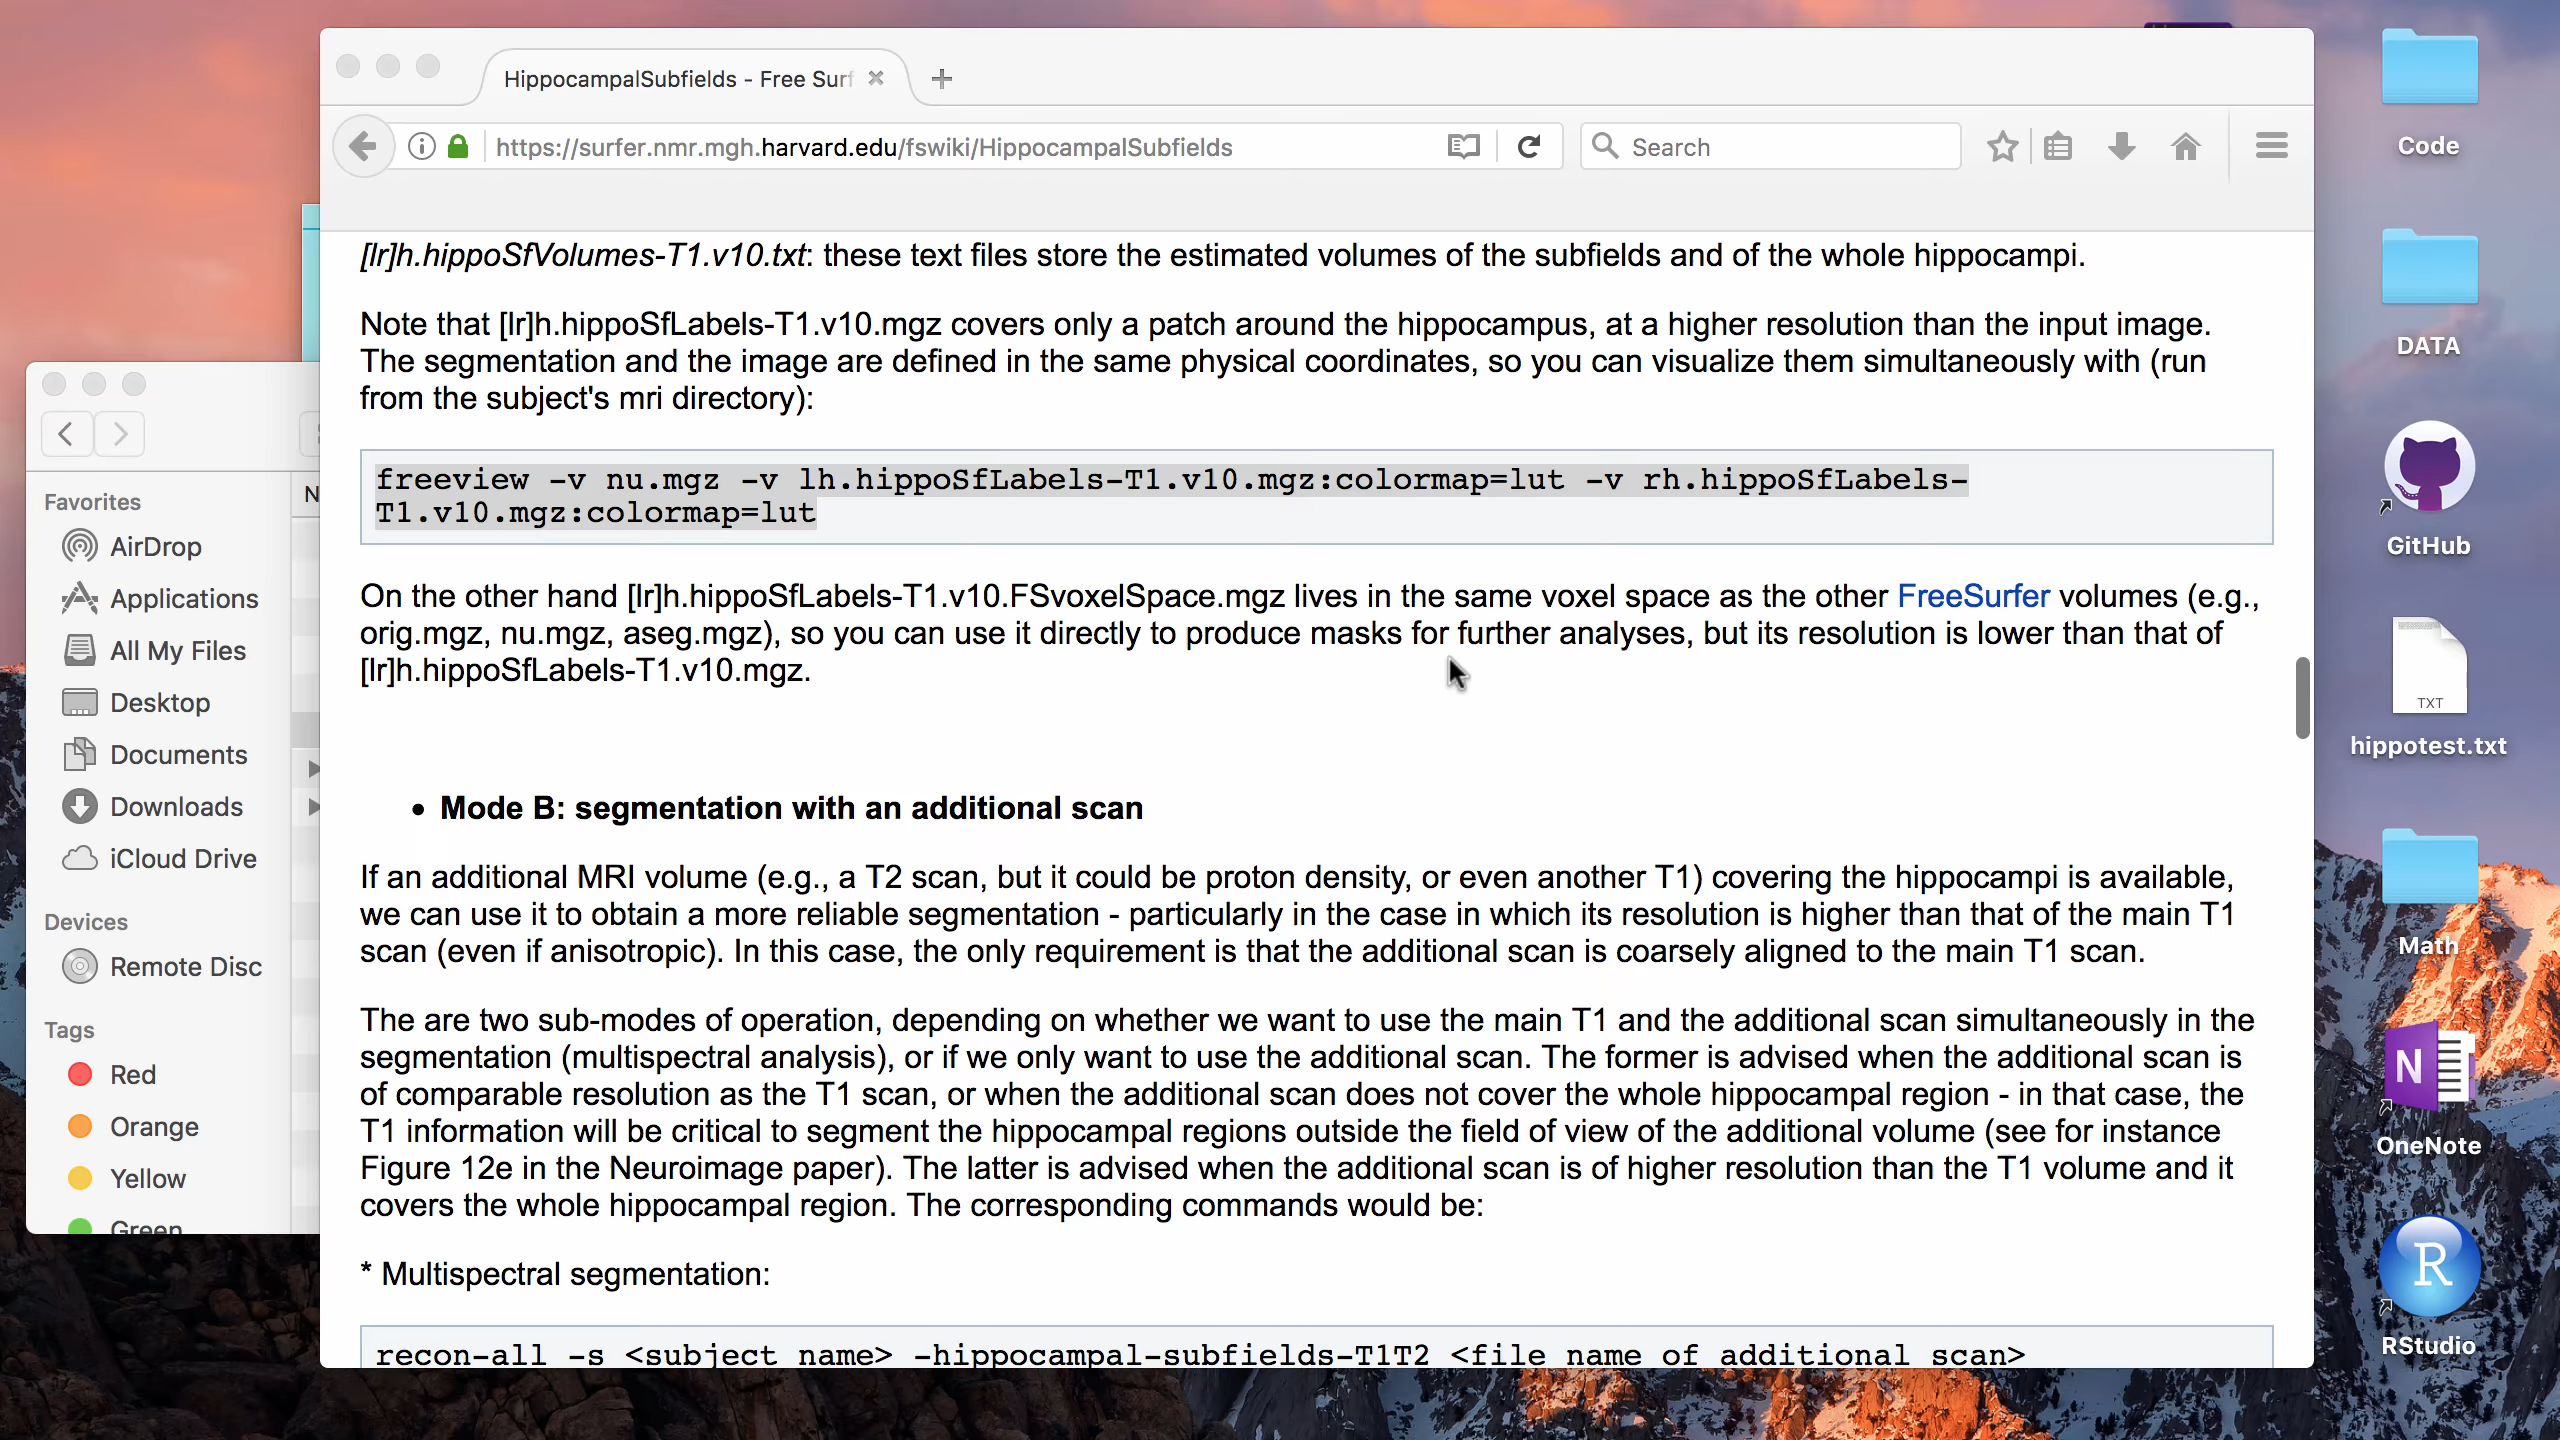 HippocampalSubfields - Free Surf
https://surfer.nmr.mgh.harvard.edu/fswiki/HippocampalSubfields
Search
[lr]h.hippoSfVolumes-T1.v10.txt: these text files store the estimated volumes of the subfields and of the whole hippocampi.
Note that [lr]h.hippoSfLabels-T1.v10.mgz covers only a patch around the hippocampus, at a higher resolution than the input image.
The segmentation and the image are defined in the same physical coordinates, so you can visualize them simultaneously with (run
from the subject's mri directory):
freeview -v nu.mgz -v lh.hippoSfLabels-T1.v10.mgz:colormap=lut -v rh.hippoSfLabels-
T1.v10.mgz:colormap=lut
On the other hand [lr]h.hippoSfLabels-T1.v10.FSvoxelSpace.mgz lives in the same voxel space as the other FreeSurfer volumes (e.g.,
orig.mgz, nu.mgz, aseg.mgz), so you can use it directly to produce masks for further analyses, but its resolution is lower than that of
[lr]h.hippoSfLabels-T1.v10.mgz.
• Mode B: segmentation with an additional scan
If an additional MRI volume (e.g., a T2 scan, but it could be proton density, or even another T1) covering the hippocampi is available,
we can use it to obtain a more reliable segmentation - particularly in the case in which its resolution is higher than that of the main T1
scan (even if anisotropic). In this case, the only requirement is that the additional scan is coarsely aligned to the main T1 scan.
The are two sub-modes of operation, depending on whether we want to use the main T1 and the additional scan simultaneously in the
segmentation (multispectral analysis), or if we only want to use the additional scan. The former is advised when the additional scan is
of comparable resolution as the T1 scan, or when the additional scan does not cover the whole hippocampal region - in that case, the
T1 information will be critical to segment the hippocampal regions outside the field of view of the additional volume (see for instance
Figure 12e in the Neuroimage paper). The latter is advised when the additional scan is of higher resolution than the T1 volume and it
covers the whole hippocampal region. The corresponding commands would be:
* Multispectral segmentation:
recon-all -s <subject name> -hippocampal-subfields-T1T2 <file name of additional scan>
N
Favorites
AirDrop
Applications
All My Files
Desktop
Documents
Downloads
iCloud Drive
Devices
Remote Disc
Tags
Red
Orange
Yellow
Green
Code
DATA
GitHub
TXT
hippotest.txt
Math
N
OneNote
R
RStudio